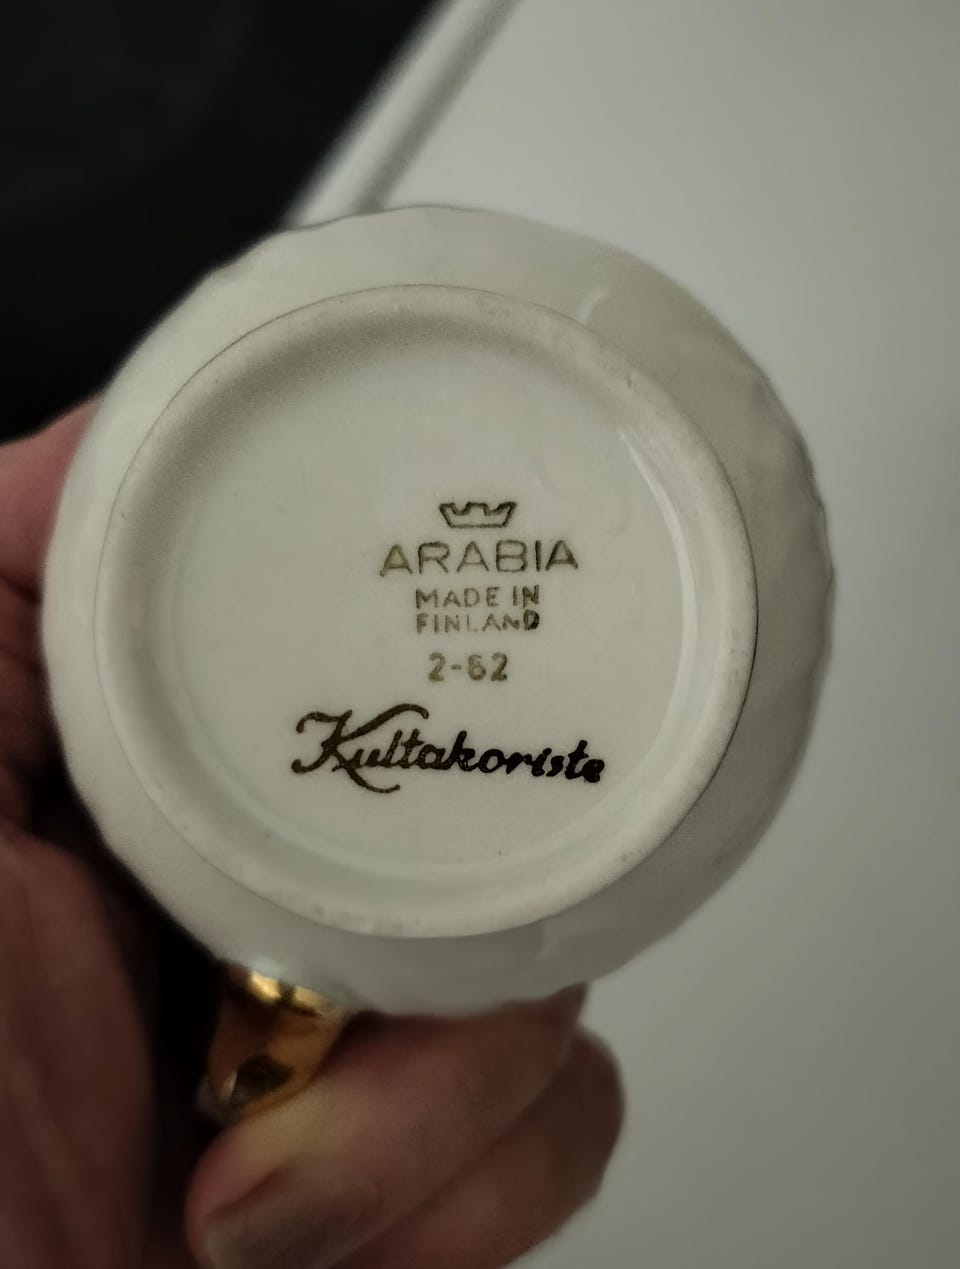 ARABIA
MADE IN
FINLAND
2-62
Kultakoriste